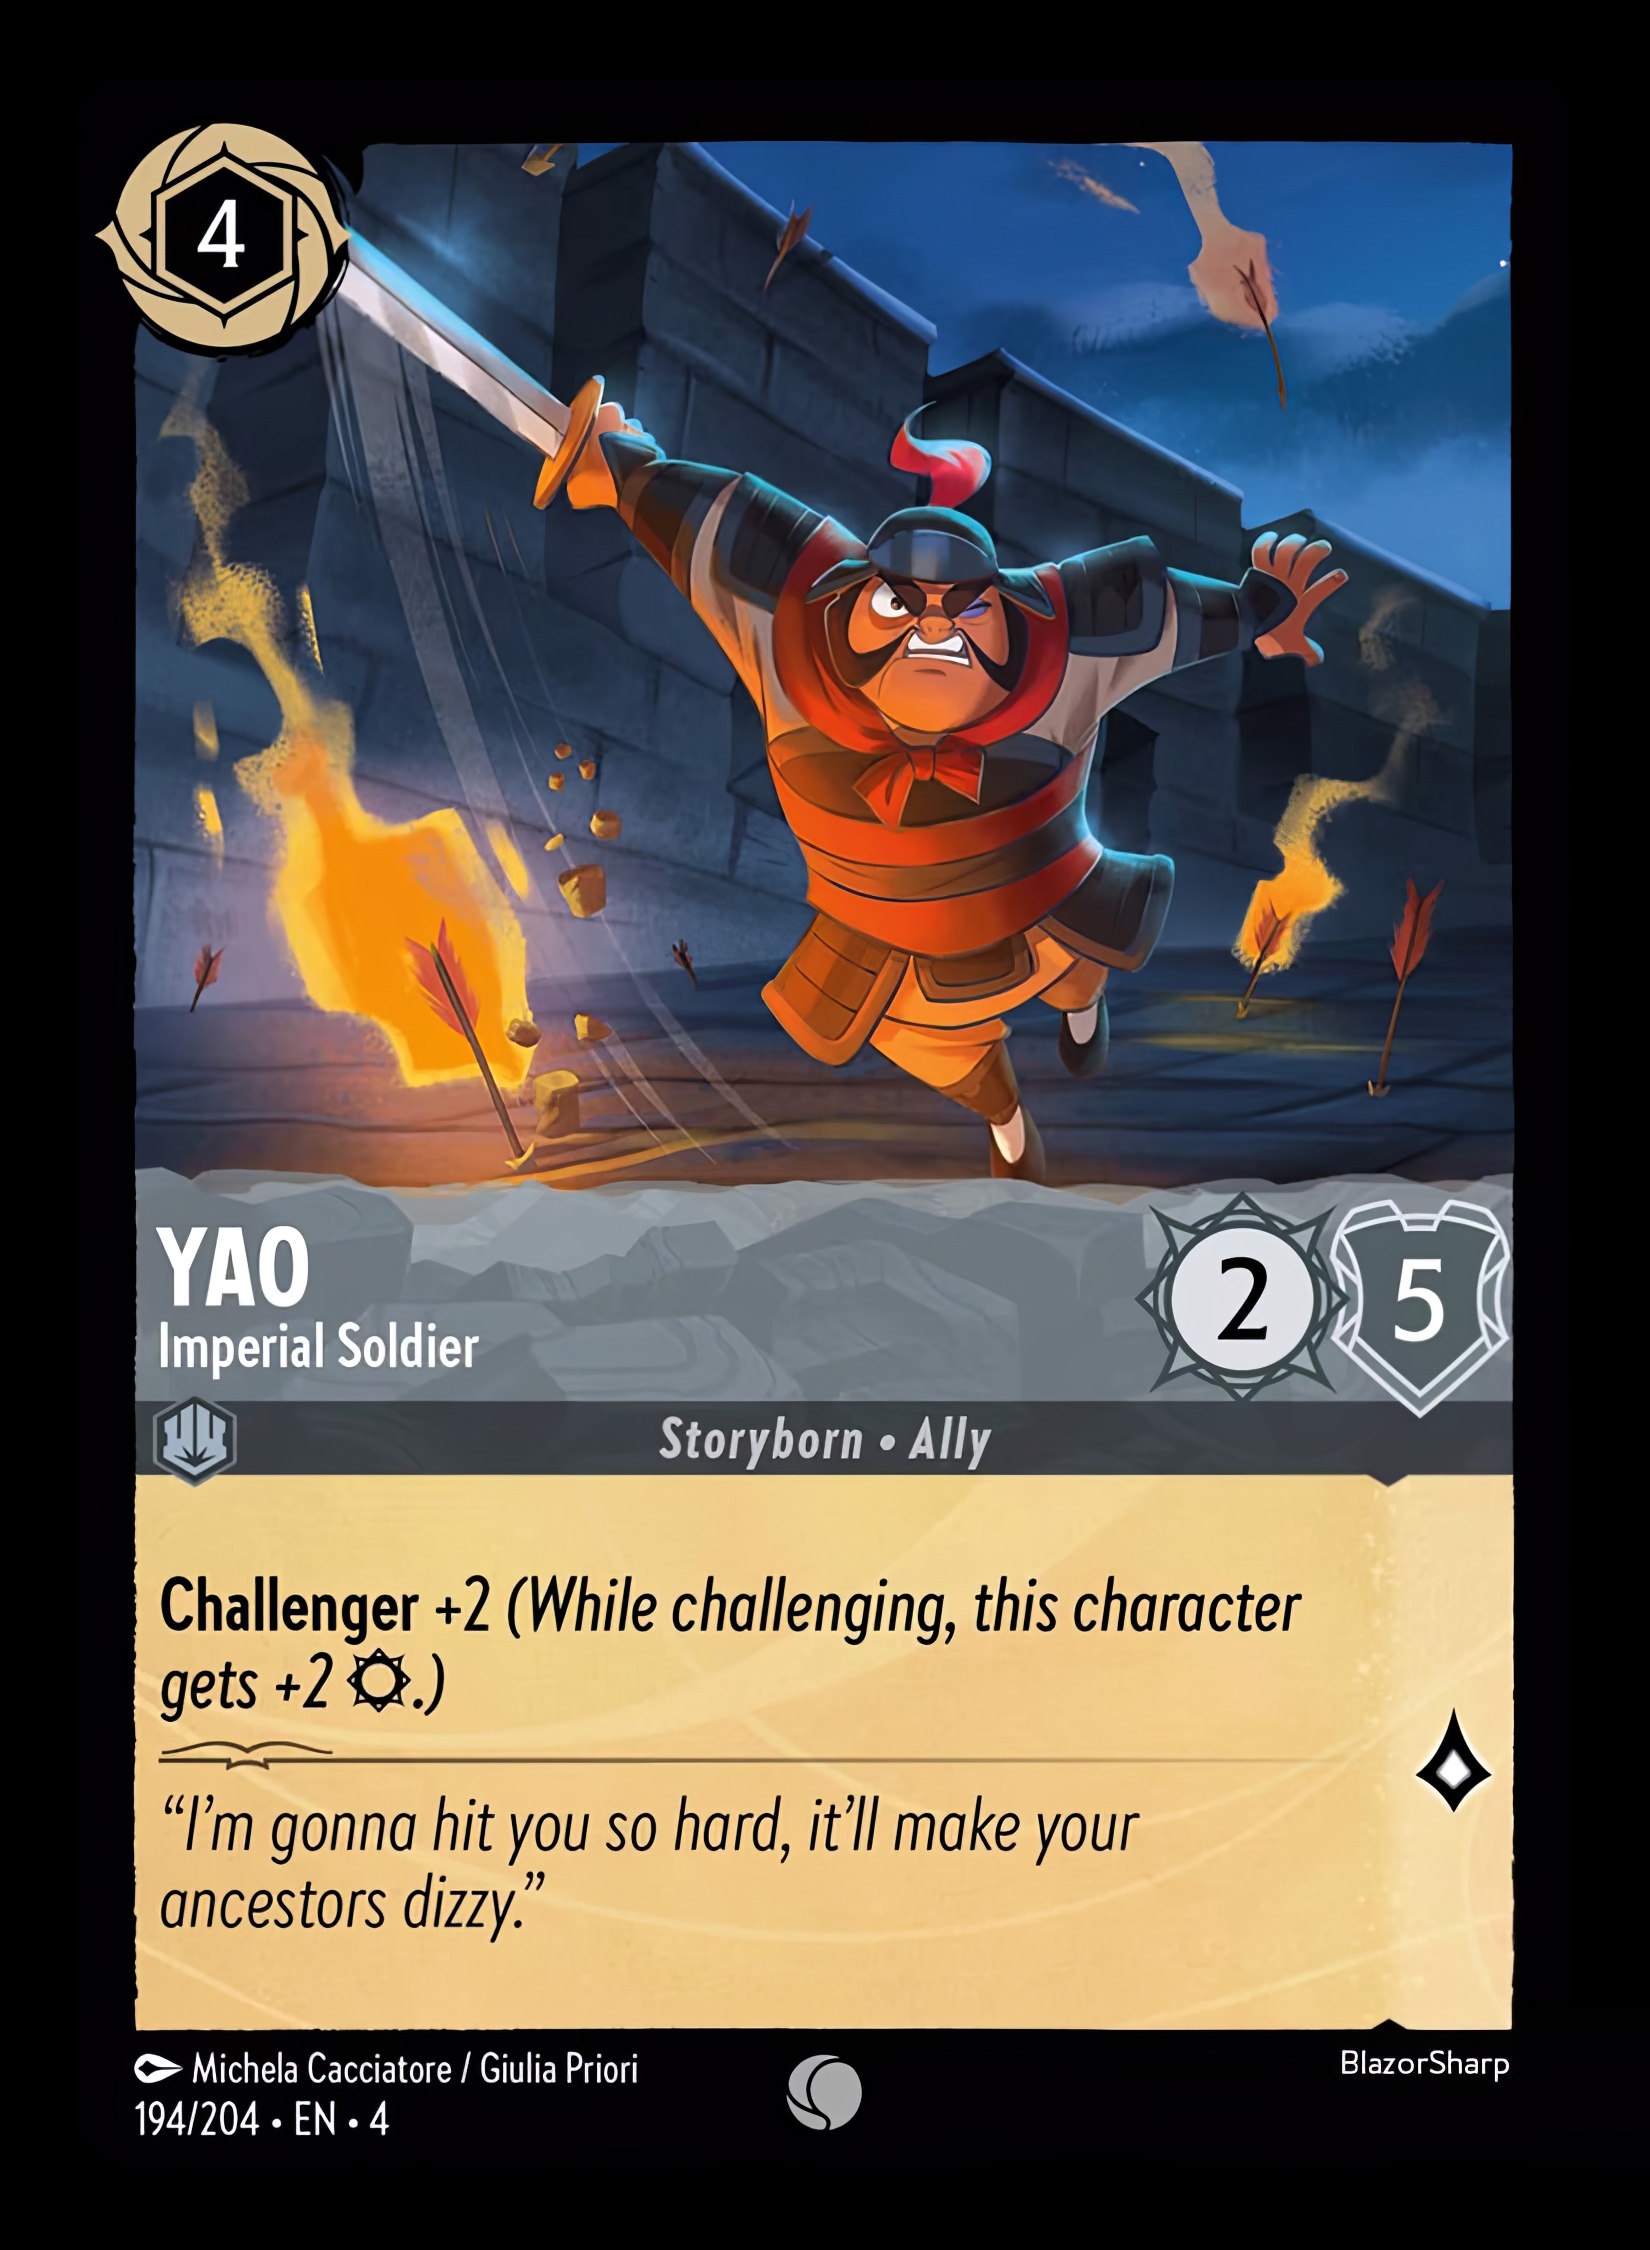 4
YAO
Imperial Soldier
2
5
Storyborn • Ally
Challenger +2 (While challenging, this character
gets +2 .)
“I’m gonna hit you so hard, it’ll make your
ancestors dizzy.”
Michela Cacciatore / Giulia Priori
BlazorSharp
194/204 • EN • 4